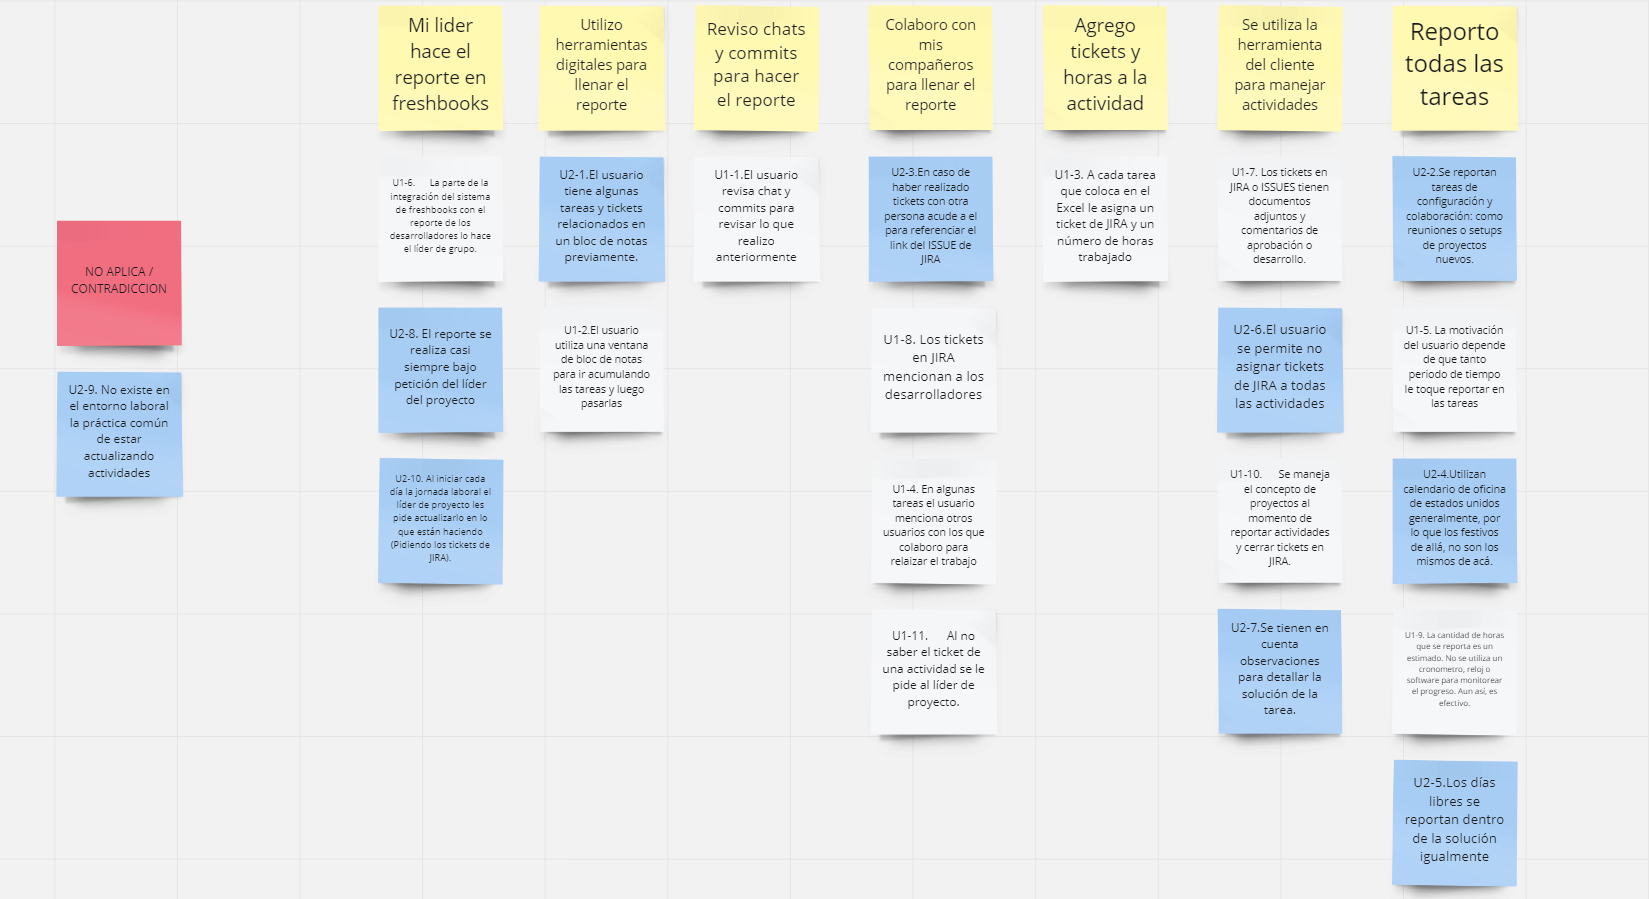 Mi lider
hace el
reporte en
freshbooks
Utilizo
herramientas
digitales para
llenar el
reporte
Reviso chats
y commits
para hacer
el reporte
Colaboro con
mis
compañeros
para llenar el
reporte
Agrego
tickets y
horas a la
actividad
Se utiliza la
herramienta
del cliente
para manejar
actividades
Reporto
todas las
tareas
NO APLICA /
CONTRADICCION
U2-9. No existe en
el entorno laboral
la práctica común
de estar
actualizando
actividades
U1-6. La parte de la
integración del sistema
de freshbooks con el
reporte de los
desarrolladores lo hace
el líder de grupo.
U2-8. El reporte se
realiza casi
siempre bajo
petición del líder
del proyecto
U2-10. Al iniciar cada
día la jornada laboral el
líder de proyecto les
pide actualizarlo en lo
que están haciendo
(Pidiendo los tickets de
JIRA).
U2-1.El usuario
tiene algunas
tareas y tickets
relacionados en
un bloc de notas
previamente.
U1-2.El usuario
utiliza una ventana
de bloc de notas
para ir acumulando
las tareas y luego
pasarlas
U1-1.El usuario
revisa chat y
commits para
revisar lo que
realizo
anteriormente
U2-3.En caso de
haber realizado
tickets con otra
persona acude a el
para referenciar el
link del ISSUE de
JIRA
U1-8. Los tickets
en JIRA
mencionan a los
desarrolladores
U1-4. En algunas
tareas el usuario
menciona otros
usuarios con los que
colaboro para
relaizar el trabajo
U1-11. Al no
saber el ticket de
una actividad se le
pide al líder de
proyecto.
U1-3. A cada tarea
que coloca en el
Excel le asigna un
ticket de JIRA y un
número de horas
trabajado
U1-7. Los tickets en
JIRA o ISSUES tienen
documentos
adjuntos y
comentarios de
aprobación o
desarrollo.
U2-6.El usuario
se permite no
asignar tickets
de JIRA a todas
las actividades
U1-10. Se maneja
el concepto de
proyectos al
momento de
reportar actividades
y cerrar tickets en
JIRA.
U2-7.Se tienen en
cuenta
observaciones
para detallar la
solución de la
tarea.
U2-2.Se reportan
tareas de
configuración y
colaboración: como
reuniones o setups
de proyectos
nuevos.
U1-5. La motivación
del usuario depende
de que tanto
periodo de tiempo
le toque reportar en
las tareas
U2-4.Utilizan
calendario de oficina
de estados unidos
generalmente, por
lo que los festivos
de allá, no son los
mismos de acá.
U1-9. La cantidad de horas
que se reporta es un
estimado. No se utiliza un
cronometro, reloj o
software para monitorear
el progreso. Aun así, es
efectivo.
U2-5.Los días
libres se
reportan dentro
de la solución
igualmente